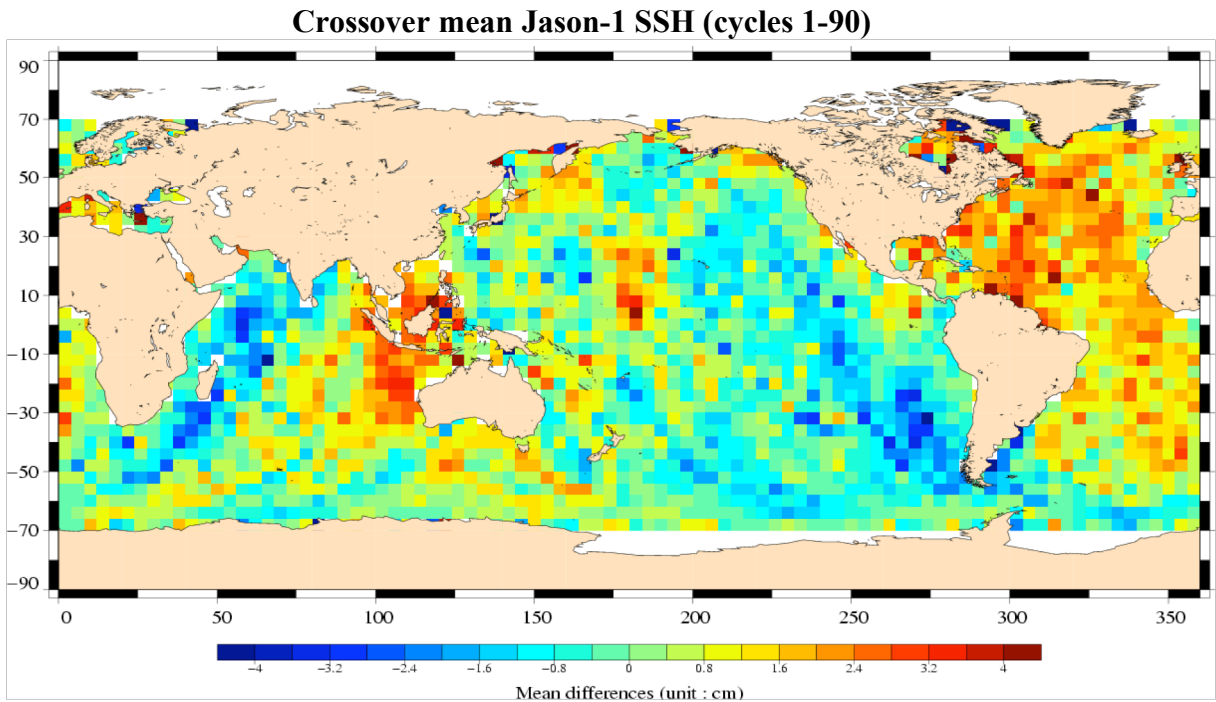 Crossover mean Jason-1 SSH (cycles 1-90)
90
70
50
30
10
−10
−30
−50
−70
−90
0 50 100 150 200 250 300 350
−4 −3.2 −2.4 −1.6 −0.8 0 0.8 1.6 2.4 3.2 4
Mean differences (unit : cm)